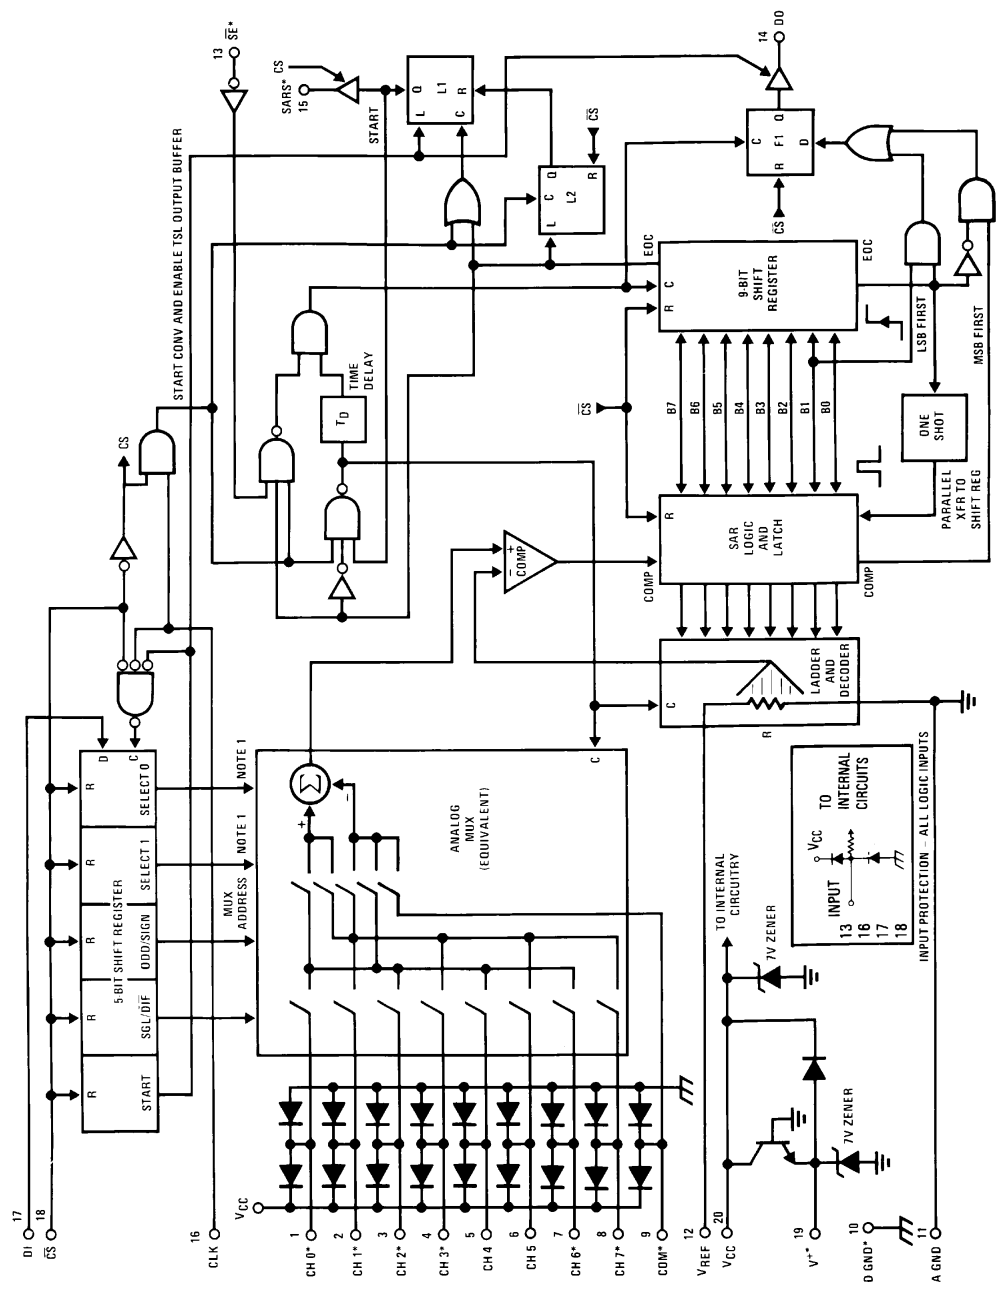 13 SE*
SARS*
15
CS
START
L Q
L1
C R
START CONV AND ENABLE TSL OUTPUT BUFFER
CS
14 DO
C Q
F1
R D
CS
L C Q
L2
R
CS
TIME
DELAY
TD
EOC
C
R
9-BIT
SHIFT
REGISTER
EOC
LSB FIRST
MSB FIRST
CS
B7
B6
B5
B4
B3
B2
B1
B0
ONE
SHOT
PARALLEL
XFR TO
SHIFT REG
R
SAR
LOGIC
AND
LATCH
COMP
COMP
+
−
COMP
C
LADDER
AND
DECODER
R
D
C
R
SELECT 0
R
SELECT 1
R
ODD/SIGN
R
SGL/DIF
R
START
5-BIT SHIFT REGISTER
NOTE 1
NOTE 1
MUX
ADDRESS
Σ
+
−
C
ANALOG
MUX
(EQUIVALENT)
TO INTERNAL
CIRCUITRY
7V ZENER
7V ZENER
VCC
INPUT
TO
INTERNAL
CIRCUITS
13
16
17
18
INPUT PROTECTION – ALL LOGIC INPUTS
VCC
DI 17
CS 18
CLK 16
CH 0* 1
CH 1* 2
CH 2* 3
CH 3* 4
CH 4 5
CH 5 6
CH 6* 7
CH 7* 8
COM* 9
VREF 12
VCC 20
V+* 19
D GND* 10
A GND 11